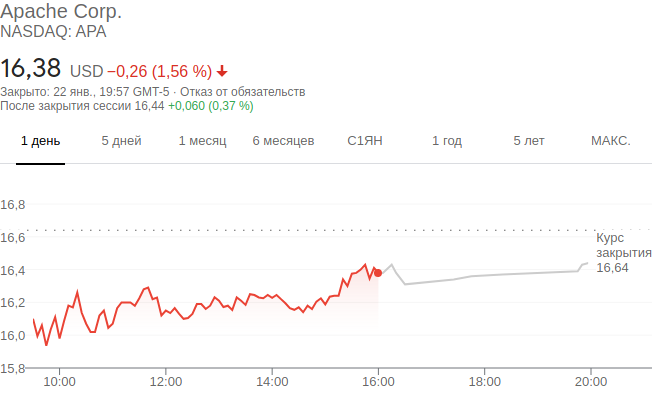 Apache Corp.
NASDAQ: APA
16,38 USD −0,26 (1,56 %)
Закрыто: 22 янв., 19:57 GMT-5 · Отказ от обязательств
После закрытия сессии 16,44 +0,060 (0,37 %)
1 день 5 дней 1 месяц 6 месяцев С1ЯН 1 год 5 лет МАКС.
16,8
16,6
Курс
закрытия
16,64
16,4
16,2
16,0
15,8
10:00 12:00 14:00 16:00 18:00 20:00